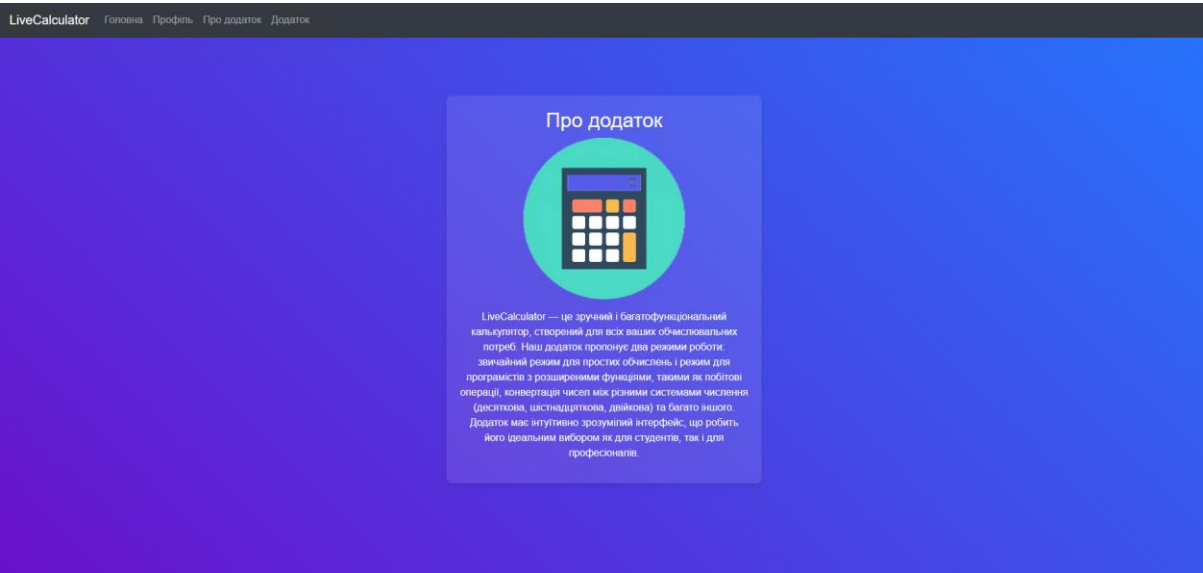 LiveCalculator Головна Профіль Про додаток Додаток
Про додаток
0
LiveCalculator — це зручний і багатофункціональний
калькулятор, створений для всіх ваших обчислювальних
потреб. Наш додаток пропонує два режими роботи:
звичайний режим для простих обчислень і режим для
програмістів з розширеними функціями, такими як побітові
операції, конвертація чисел між різними системами числення
(десяткова, шістнадцяткова, двійкова) та багато іншого.
Додаток має інтуїтивно зрозумілий інтерфейс, що робить
його ідеальним вибором як для студентів, так і для
професіоналів.